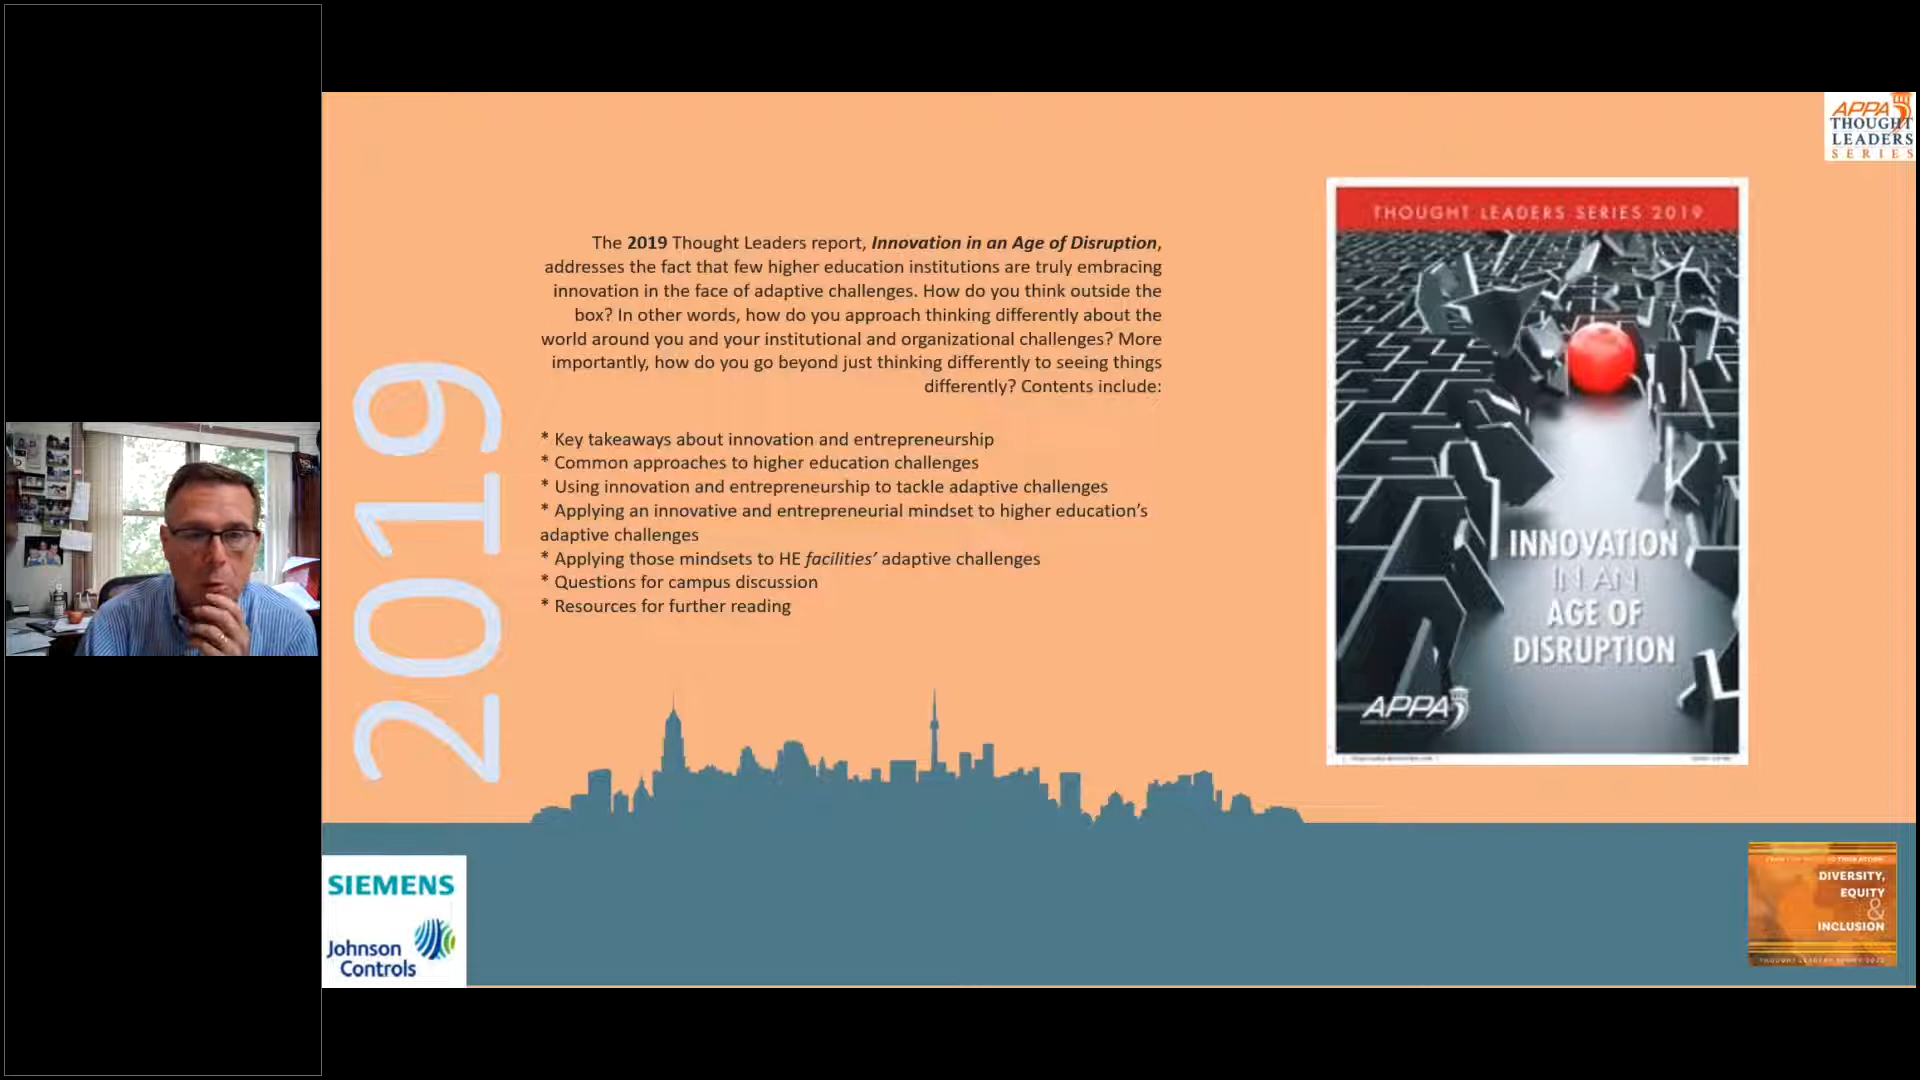 APPA
THOUGHT
LEADERS
SERIES
2019
The 2019 Thought Leaders report, Innovation in an Age of Disruption,
addresses the fact that few higher education institutions are truly embracing
innovation in the face of adaptive challenges. How do you think outside the
box? In other words, how do you approach thinking differently about the
world around you and your institutional and organizational challenges? More
importantly, how do you go beyond just thinking differently to seeing things
differently? Contents include:
* Key takeaways about innovation and entrepreneurship
* Common approaches to higher education challenges
* Using innovation and entrepreneurship to tackle adaptive challenges
* Applying an innovative and entrepreneurial mindset to higher education’s
adaptive challenges
* Applying those mindsets to HE facilities’ adaptive challenges
* Questions for campus discussion
* Resources for further reading
THOUGHT LEADERS SERIES 2019
INNOVATION
IN AN
AGE OF
DISRUPTION
APPA
SIEMENS
Johnson
Controls
DIVERSITY,
EQUITY
&
INCLUSION
THOUGHT LEADERS SERIES